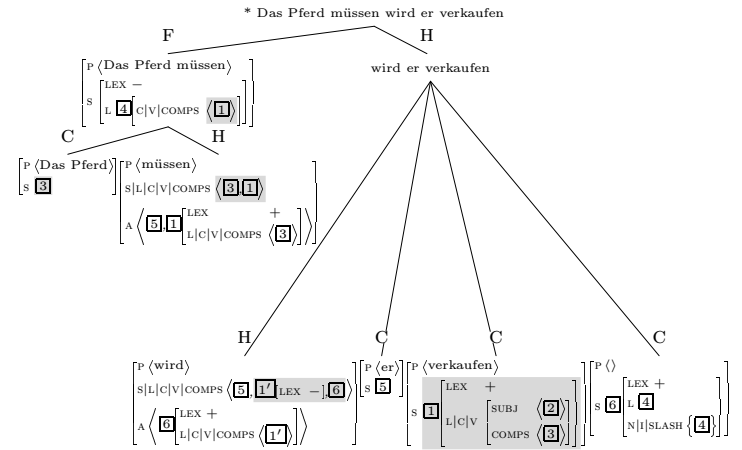 * Das Pferd müssen wird er verkaufen
F H
P ⟨Das Pferd müssen⟩
LEX −
S
L 4 C|V|COMPS ⟨1⟩
wird er verkaufen
C H
P ⟨Das Pferd⟩
S 3
P ⟨müssen⟩
S|L|C|V|COMPS ⟨3,1⟩
A ⟨5,1 LEX +
L|C|V|COMPS ⟨3⟩⟩
H C C C
P ⟨wird⟩
S|L|C|V|COMPS ⟨5, 1′[LEX −],6⟩
A ⟨6 LEX +
L|C|V|COMPS ⟨1′⟩⟩
P ⟨er⟩
S 5
P ⟨verkaufen⟩
S 1 LEX +
L|C|V SUBJ ⟨2⟩
COMPS ⟨3⟩
P ⟨⟩
S 6 LEX +
L 4
N|I|SLASH {4}